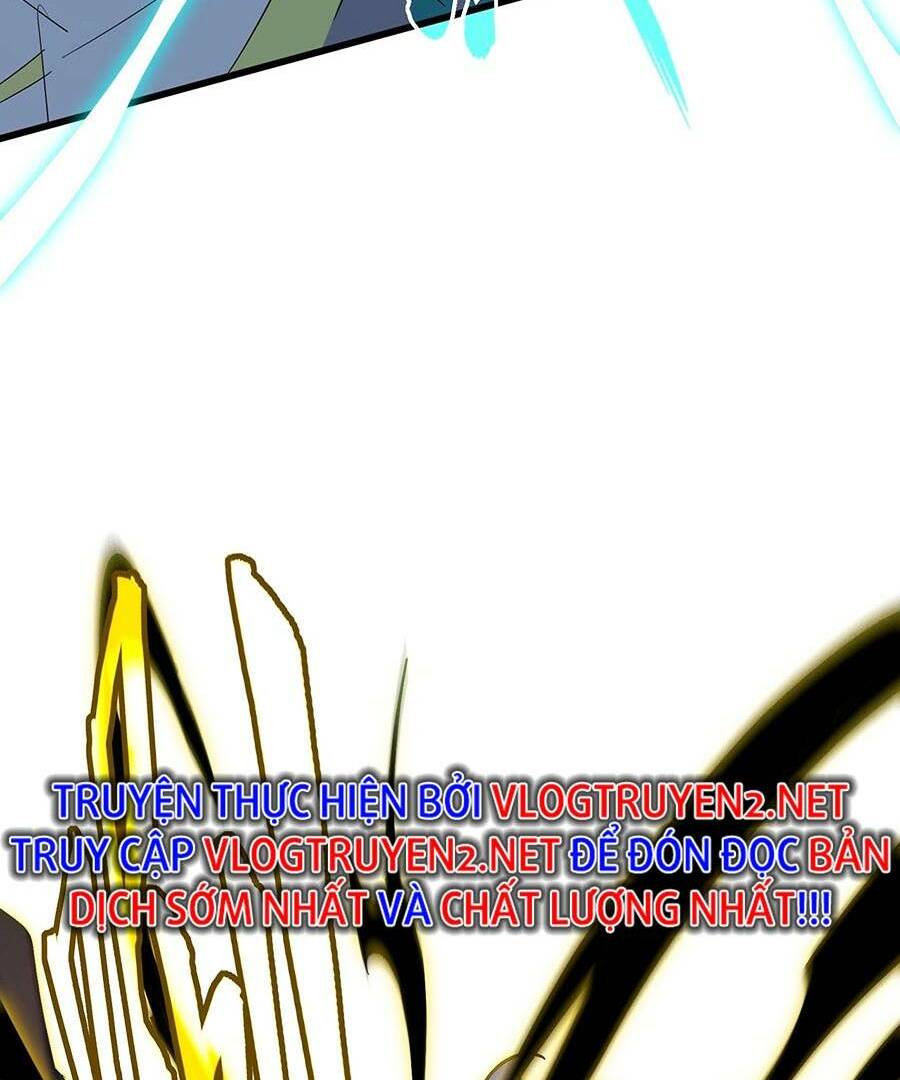 TRUYỆN THỰC HIỆN BỞI VLOGTRUYEN2.NET
TRUY CẬP VLOGTRUYEN2.NET ĐỂ ĐÓN ĐỌC BẢN
DỊCH SỚM NHẤT VÀ CHẤT LƯỢNG NHẤT!!!